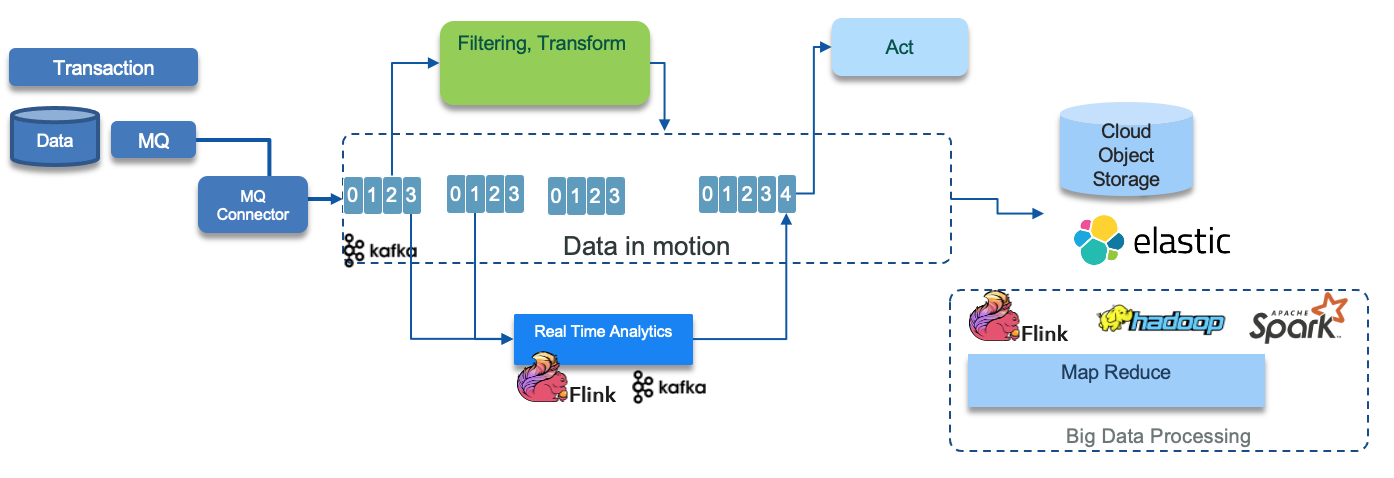 Transaction
Data
MQ
MQ
Connector
Filtering, Transform
Act
0 1 2 3
0 1 2 3
0 1 2 3
0 1 2 3 4
kafka
Data in motion
Real Time Analytics
Flink
kafka
Cloud
Object
Storage
elastic
Flink
hadoop
APACHE
Spark™
Map Reduce
Big Data Processing